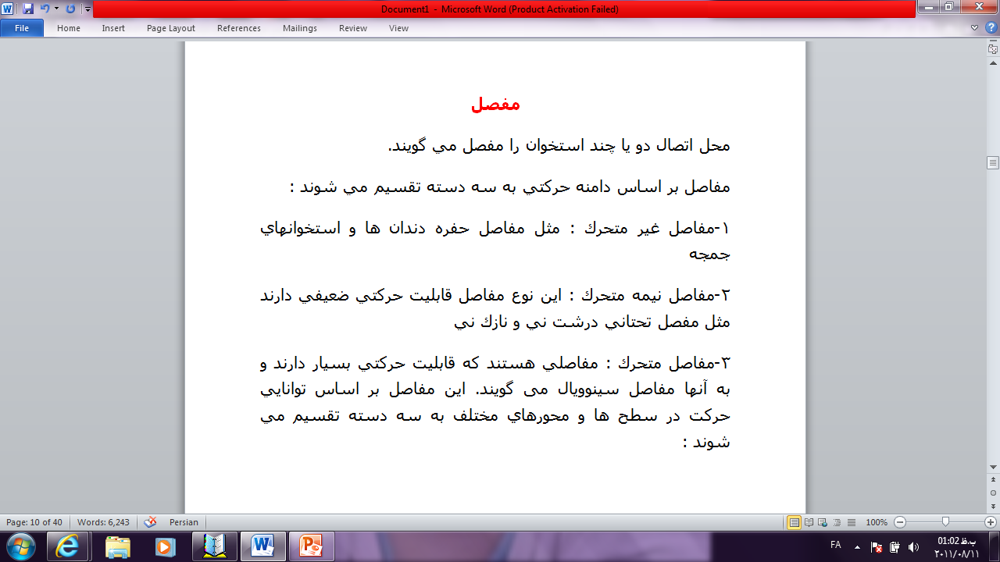 Document1 - Microsoft Word (Product Activation Failed)
File Home Insert Page Layout References Mailings Review View
مفصل
محل اتصال دو يا چند استخوان را مفصل مي گويند.
مفاصل بر اساس دامنه حركتي به سه دسته تقسيم مي شوند :
۱-مفاصل غير متحرك : مثل مفاصل حفره دندان ها و استخوانهاي
جمجه
۲-مفاصل نيمه متحرك : اين نوع مفاصل قابليت حركتي ضعيفي دارند
مثل مفصل تحتاني درشت ني و نازك ني
۳-مفاصل متحرك : مفاصلي هستند كه قابليت حركتي بسيار دارند و
به آنها مفاصل سينوويال می گويند. اين مفاصل بر اساس توانايي
حركت در سطح ها و محورهاي مختلف به سه دسته تقسيم مي
شوند :
Page: 10 of 40 Words: 6,243 Persian 100%
FA 01:02 ب.ظ
۲۰۱۱/۰۸/۱۱